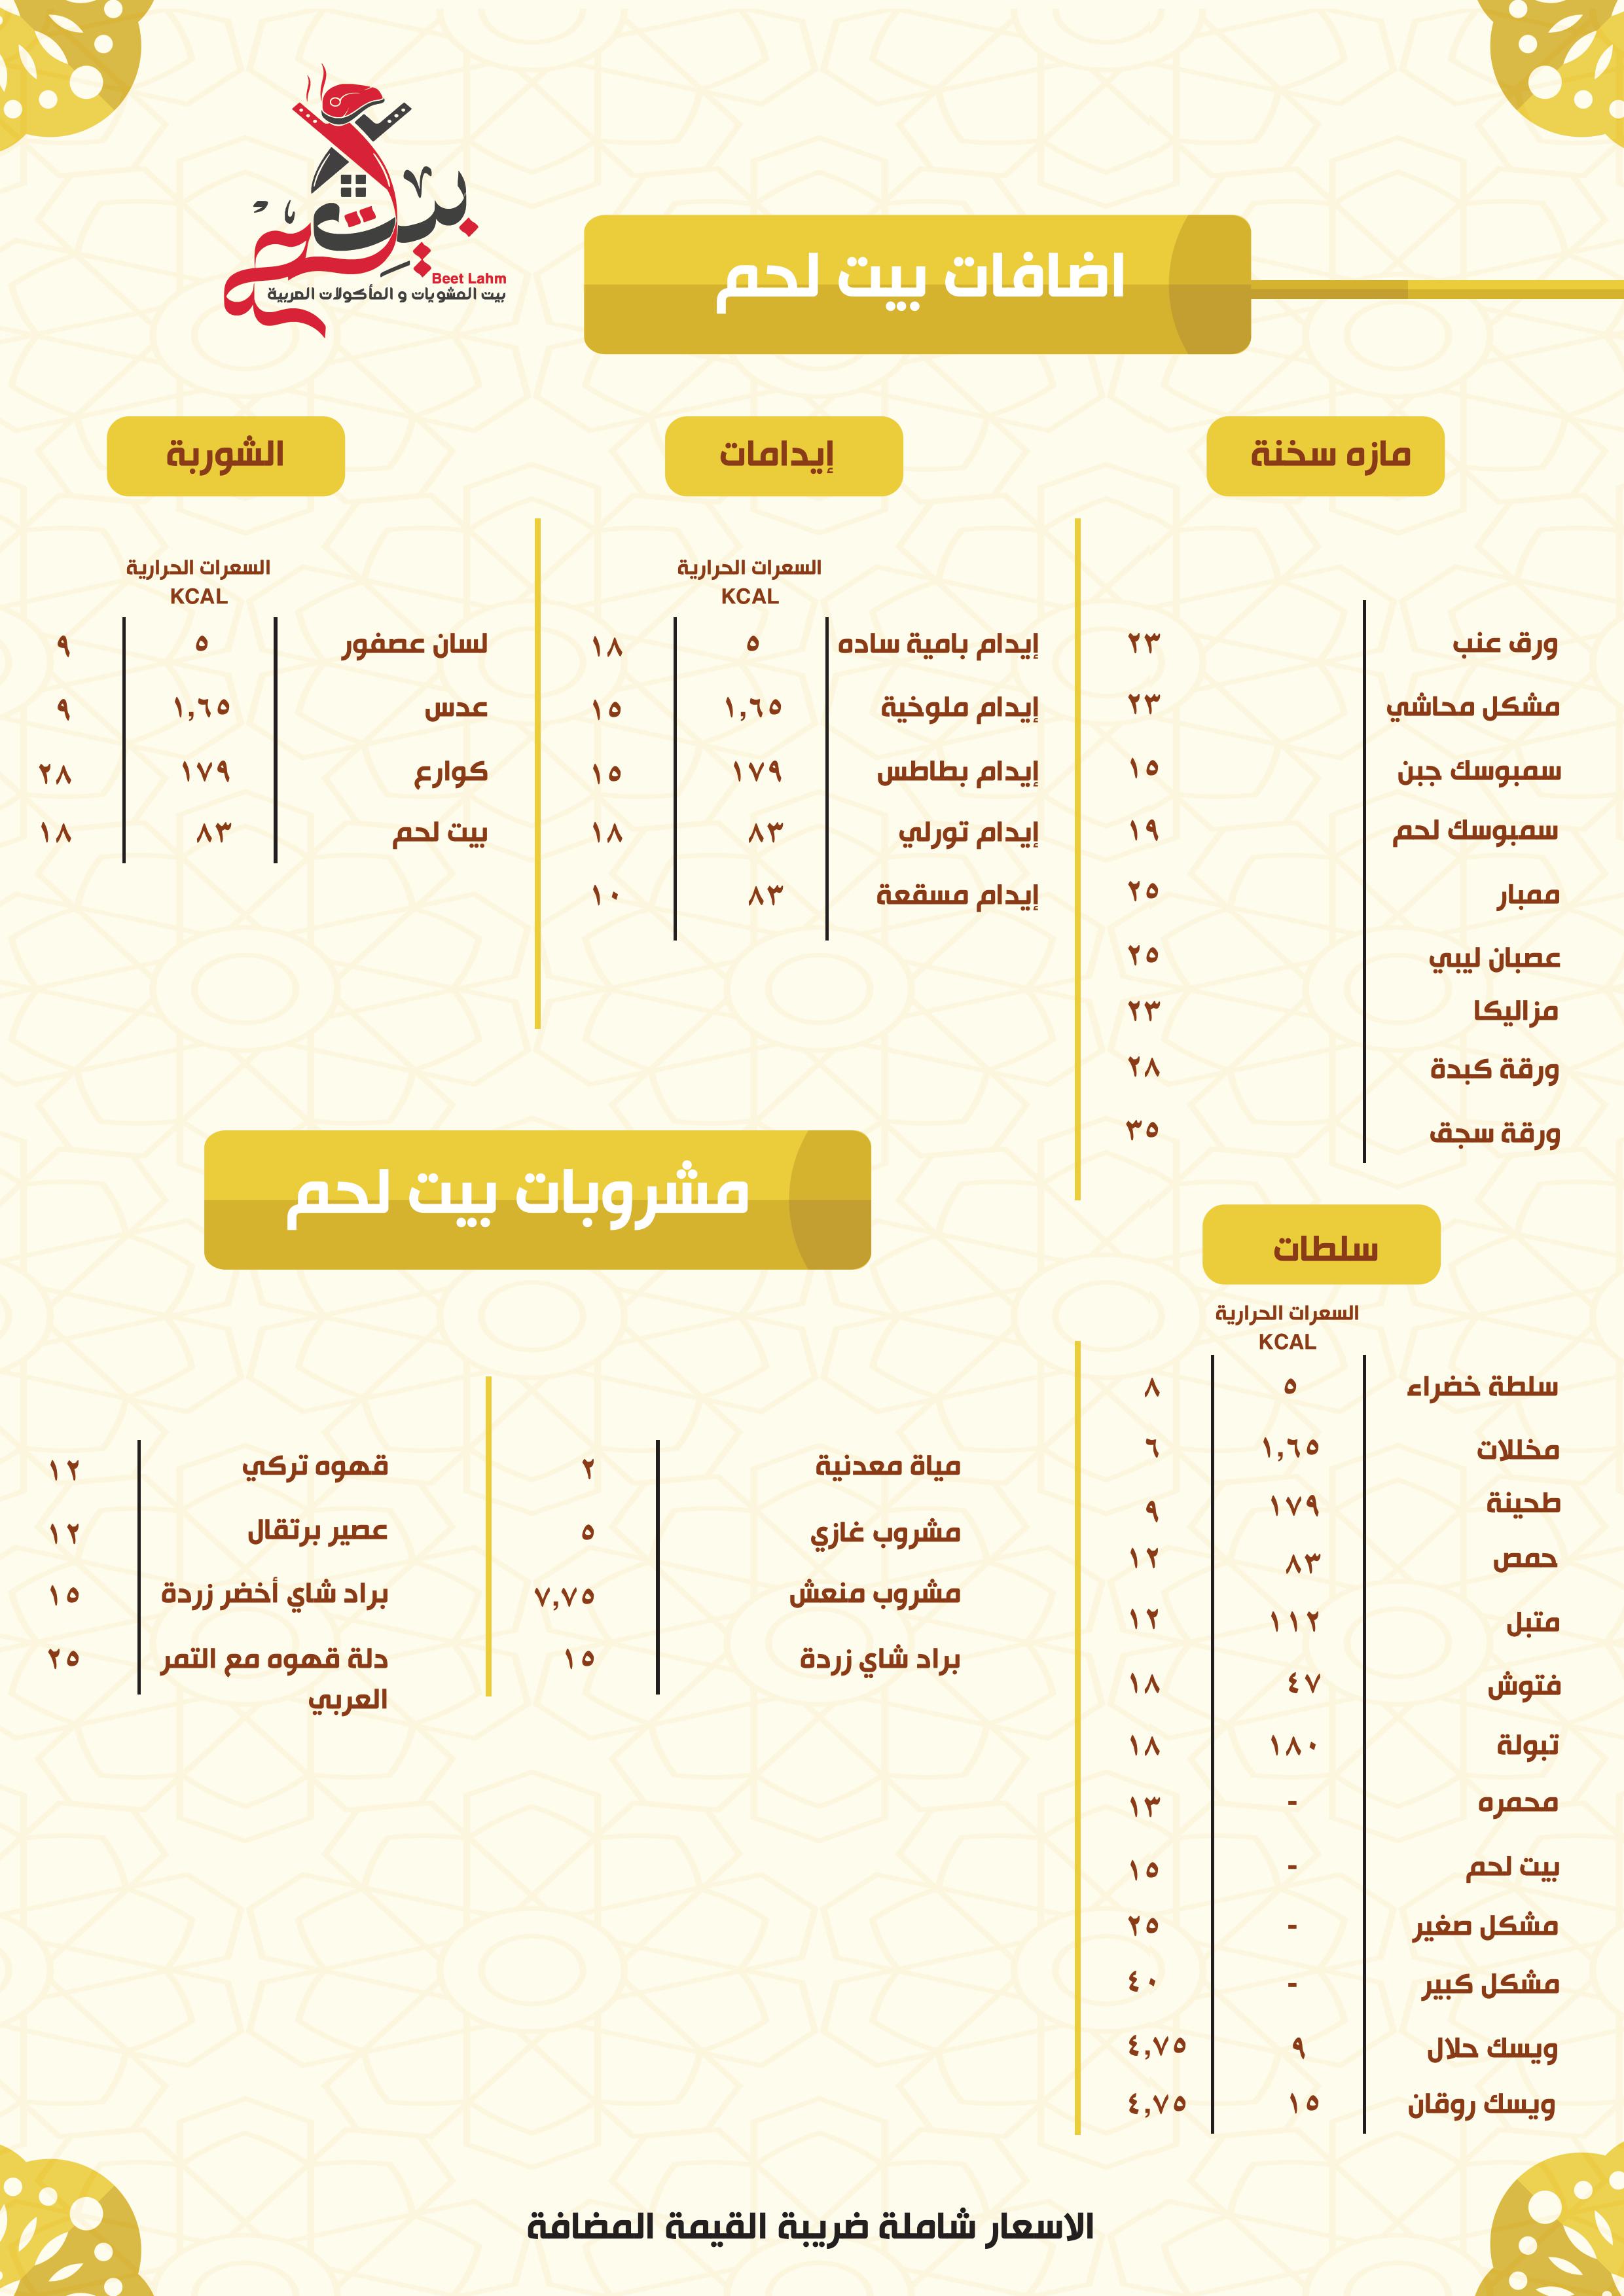 بيت لحم
Beet Lahm
بيت المشويات و المأكولات العربية
اضافات بيت لحم
مازه سخنة
ورق عنب ٢٣
مشكل محاشي ٢٣
سمبوسك جبن ١٥
سمبوسك لحم ١٩
ممبار ٢٥
عصبان ليبي ٢٥
مزاليكا ٢٣
ورقة كبدة ٢٨
ورقة سجق ٣٥
إيدامات
السعرات الحرارية
KCAL
إيدام بامية ساده ٥ ١٨
إيدام ملوخية ١,٦٥ ١٥
إيدام بطاطس ١٧٩ ١٥
إيدام تورلي ٨٣ ١٨
إيدام مسقعة ٨٣ ١٠
الشوربة
السعرات الحرارية
KCAL
لسان عصفور ٥ ٩
عدس ١,٦٥ ٩
كوارع ١٧٩ ٢٨
بيت لحم ٨٣ ١٨
سلطات
السعرات الحرارية
KCAL
سلطة خضراء ٥ ٨
مخللات ١,٦٥ ٦
طحينة ١٧٩ ٩
حمص ٨٣ ١٢
متبل ١١٢ ١٢
فتوش ٤٧ ١٨
تبولة ١٨٠ ١٨
محمره - ١٣
بيت لحم - ١٥
مشكل صغير - ٢٥
مشكل كبير - ٤٠
ويسك حلال ٩ ٤,٧٥
ويسك روقان ١٥ ٤,٧٥
مشروبات بيت لحم
مياة معدنية ٢
مشروب غازي ٥
مشروب منعش ٧,٧٥
براد شاي زردة ١٥
قهوه تركي ١٢
عصير برتقال ١٢
براد شاي أخضر زردة ١٥
دلة قهوه مع التمر ٢٥
العربي
الاسعار شاملة ضريبة القيمة المضافة